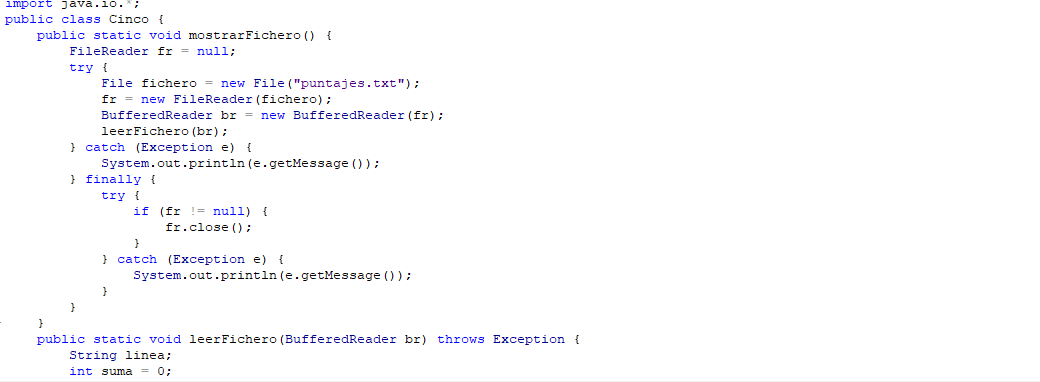 import java.io.*;
public class Cinco {
    public static void mostrarFichero() {
        FileReader fr = null;
        try {
            File fichero = new File("puntajes.txt");
            fr = new FileReader(fichero);
            BufferedReader br = new BufferedReader(fr);
            leerFichero(br);
        } catch (Exception e) {
            System.out.println(e.getMessage());
        } finally {
            try {
                if (fr != null) {
                    fr.close();
                }
            } catch (Exception e) {
                System.out.println(e.getMessage());
            }
        }
    }
    public static void leerFichero(BufferedReader br) throws Exception {
        String linea;
        int suma = 0;